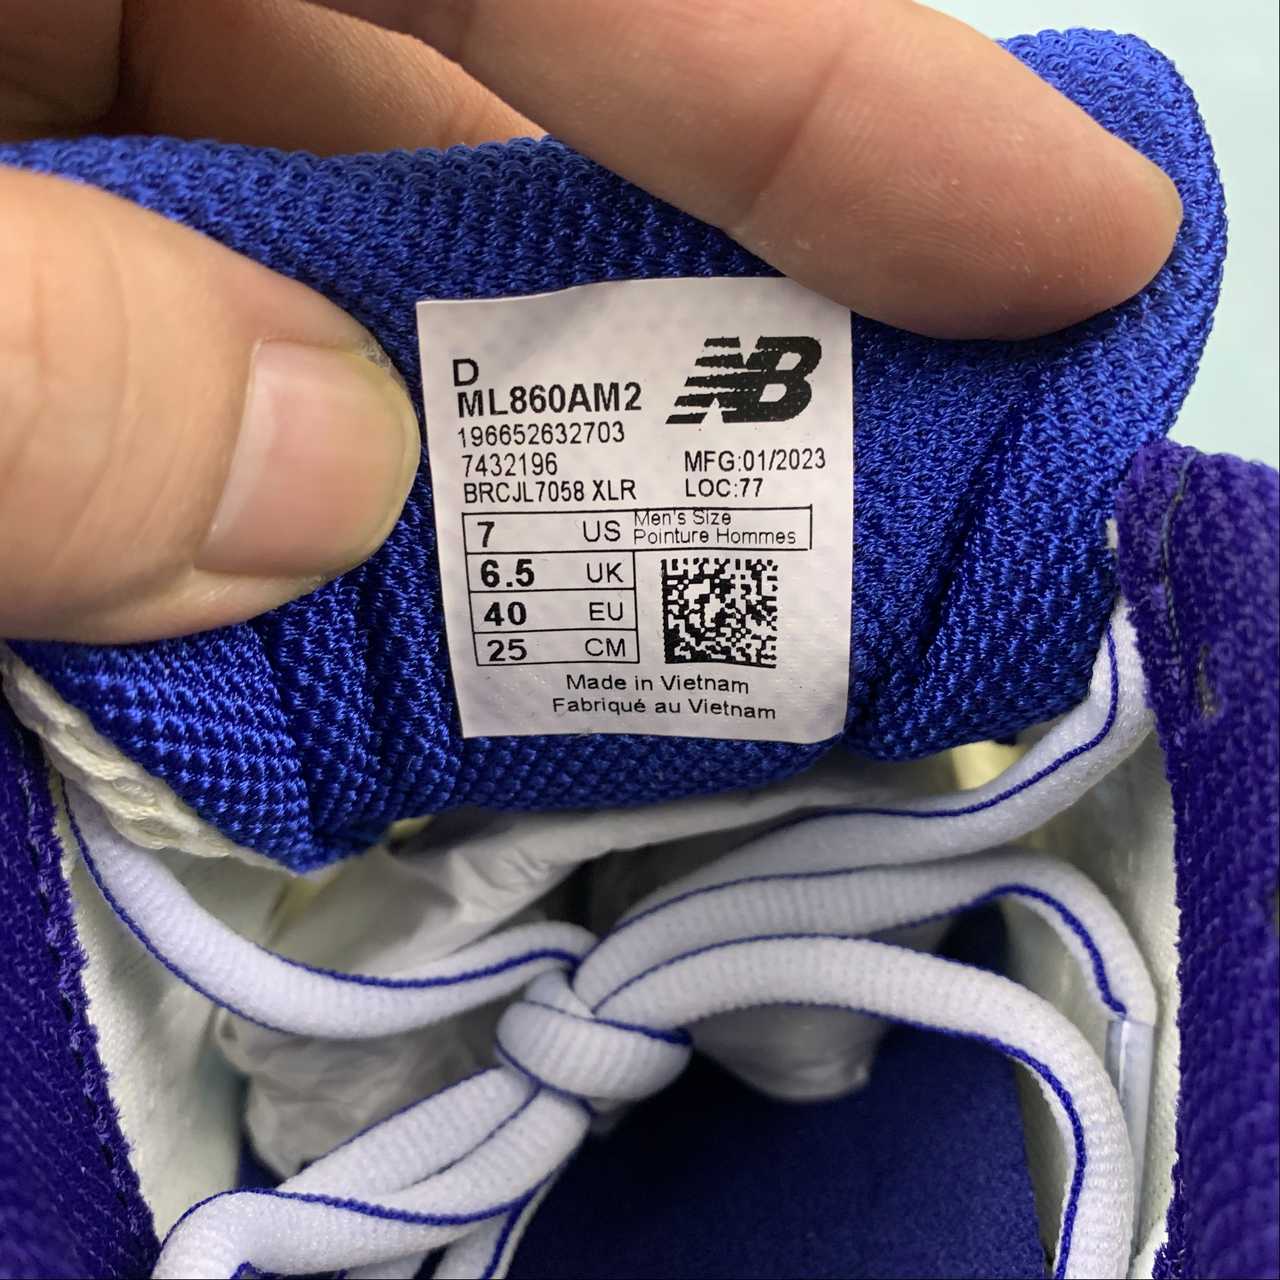 D
NB
ML860AM2
196652632703
7432196
MFG:01/2023
BRCJL7058 XLR
LOC:77
7 US Men's Size
Pointure Hommes
6.5 UK
40 EU
25 CM
Made in Vietnam
Fabriqué au Vietnam